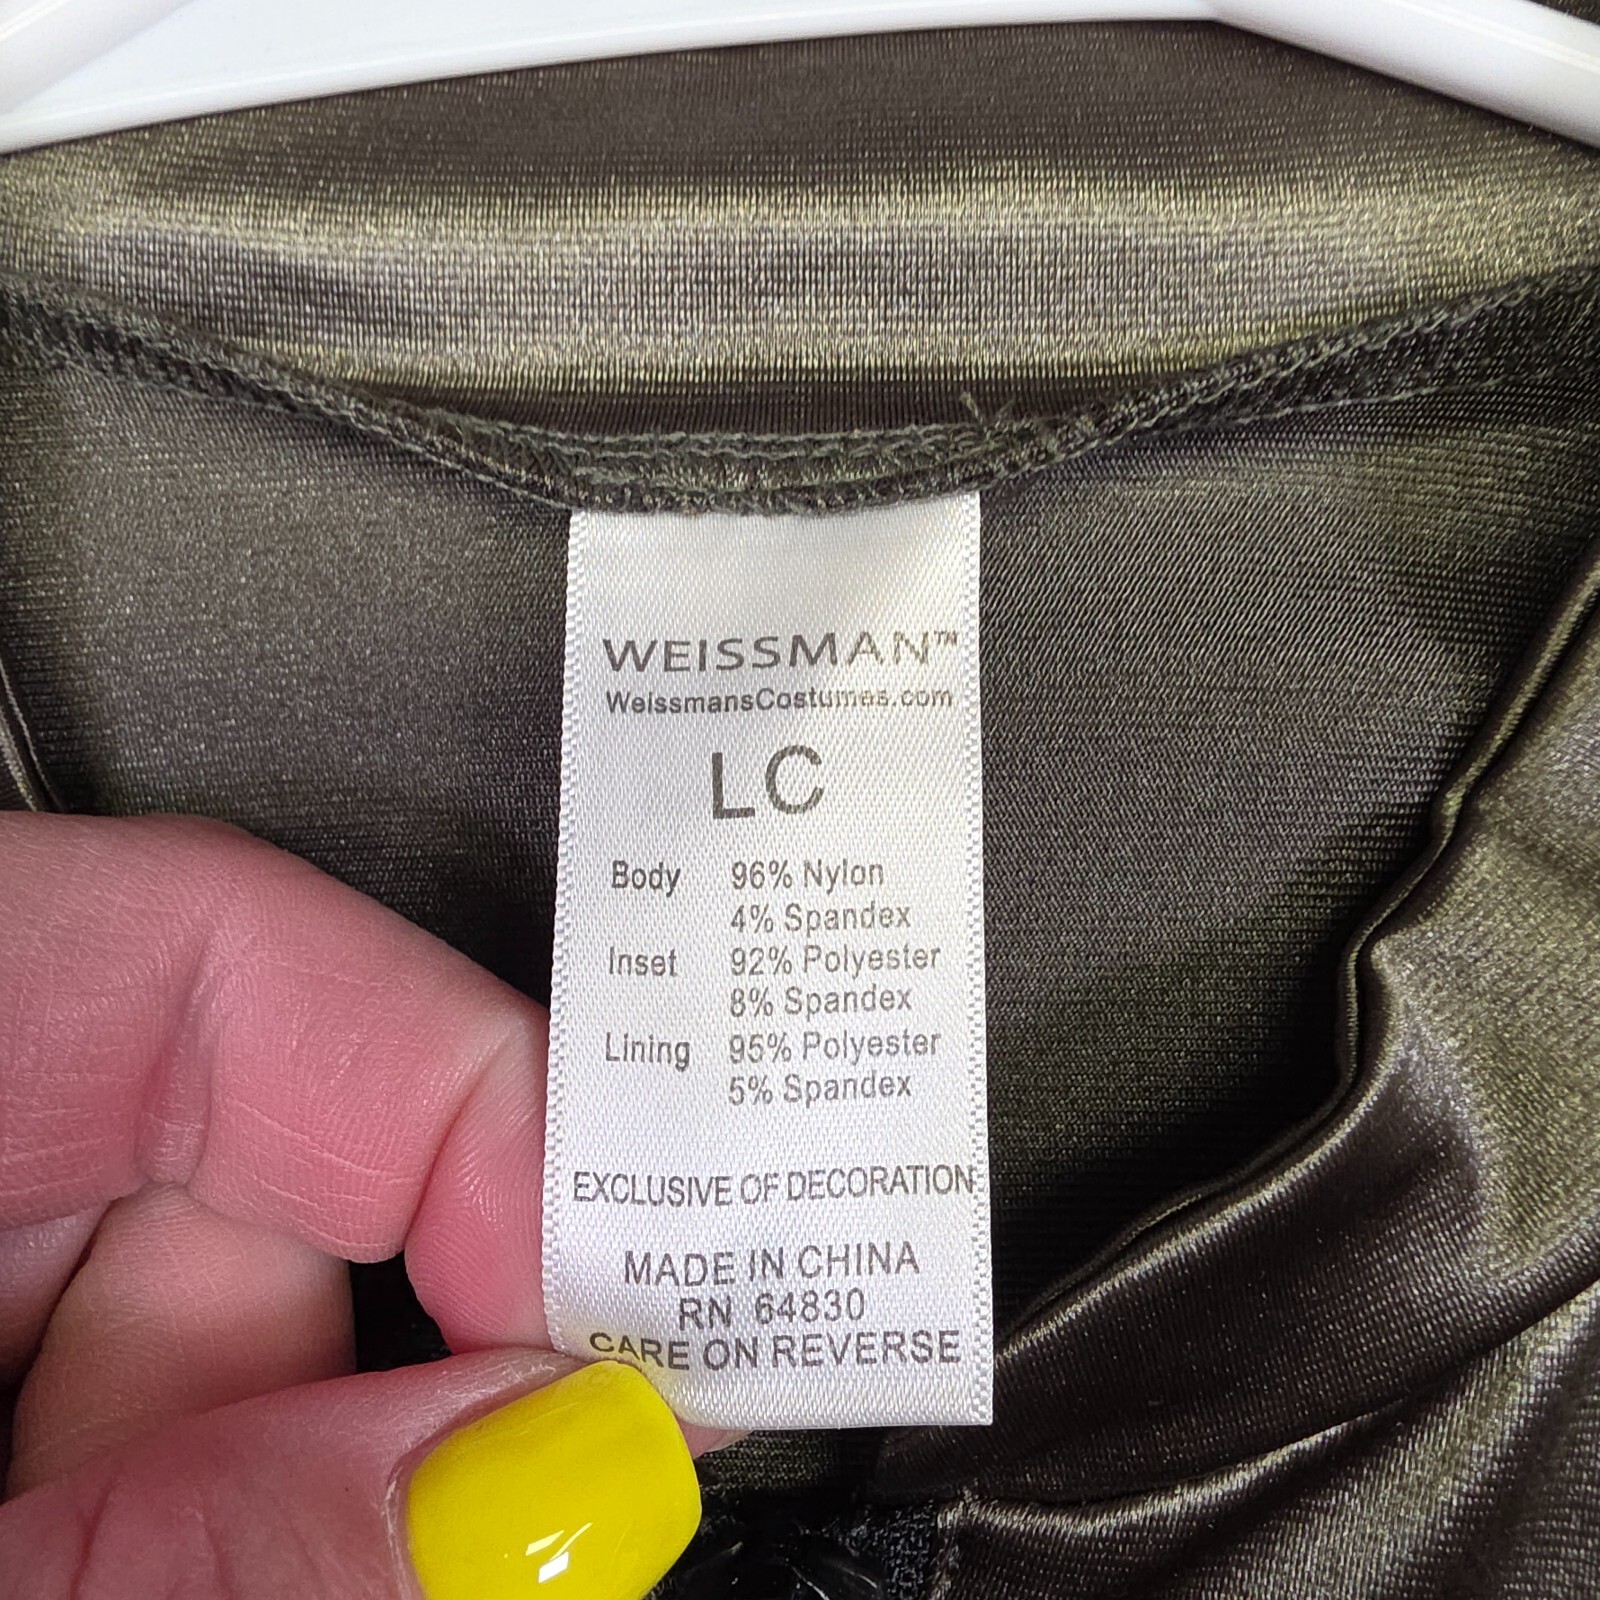 WEISSMAN™
WeissmansCostumes.com
LC
Body 96% Nylon
4% Spandex
Inset 92% Polyester
8% Spandex
Lining 95% Polyester
5% Spandex
EXCLUSIVE OF DECORATION
MADE IN CHINA
RN 64830
CARE ON REVERSE